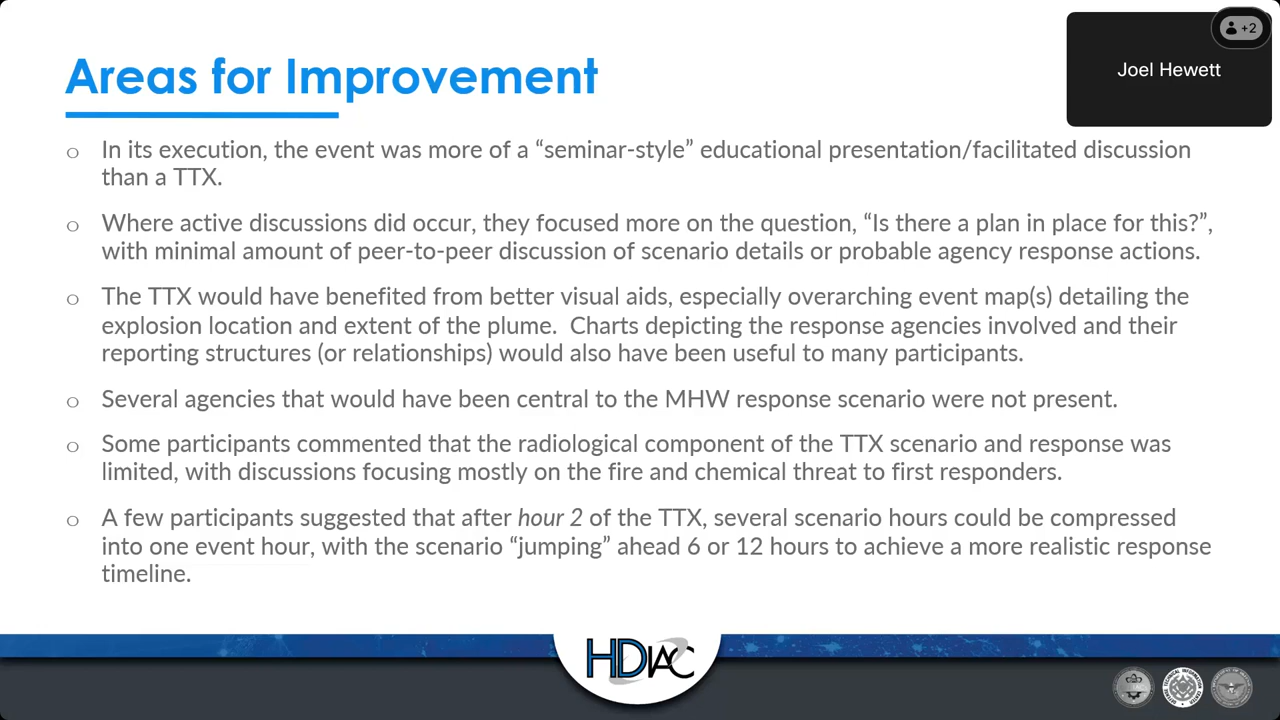 Areas for Improvement
+2
Joel Hewett
o In its execution, the event was more of a “seminar-style” educational presentation/facilitated discussion
than a TTX.
o Where active discussions did occur, they focused more on the question, “Is there a plan in place for this?”,
with minimal amount of peer-to-peer discussion of scenario details or probable agency response actions.
o The TTX would have benefited from better visual aids, especially overarching event map(s) detailing the
explosion location and extent of the plume.  Charts depicting the response agencies involved and their
reporting structures (or relationships) would also have been useful to many participants.
o Several agencies that would have been central to the MHW response scenario were not present.
o Some participants commented that the radiological component of the TTX scenario and response was
limited, with discussions focusing mostly on the fire and chemical threat to first responders.
o A few participants suggested that after hour 2 of the TTX, several scenario hours could be compressed
into one event hour, with the scenario “jumping” ahead 6 or 12 hours to achieve a more realistic response
timeline.
HDIAC